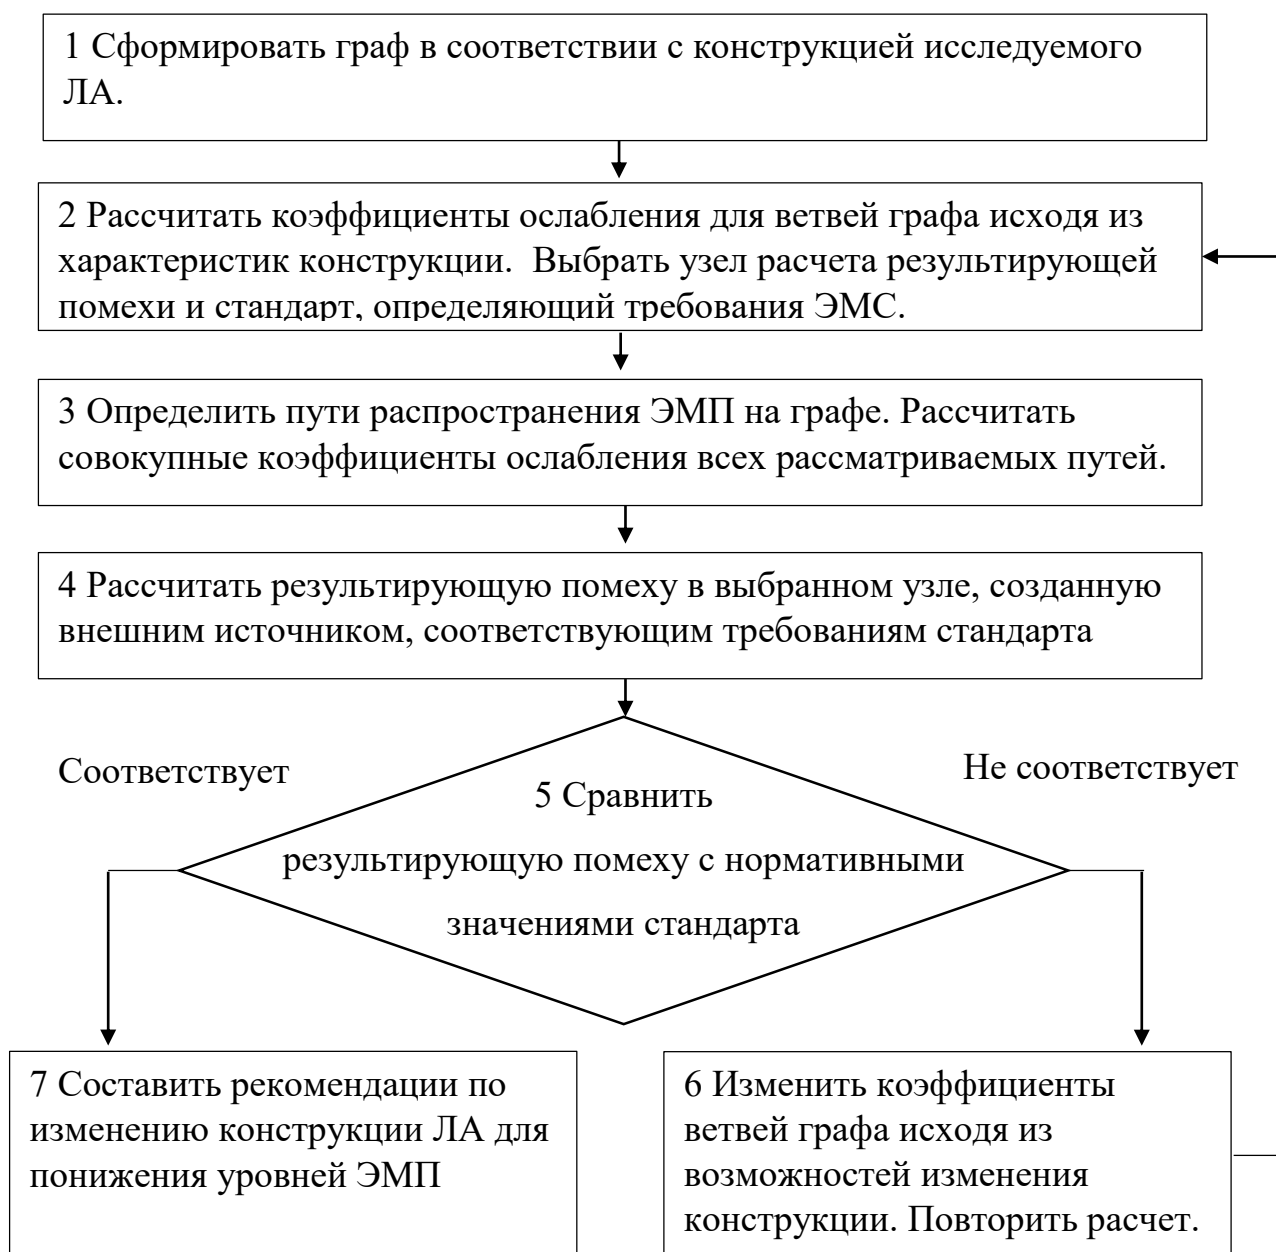 1 Сформировать граф в соответствии с конструкцией исследуемого
ЛА.
2 Рассчитать коэффициенты ослабления для ветвей графа исходя из
характеристик конструкции.  Выбрать узел расчета результирующей
помехи и стандарт, определяющий требования ЭМС.
3 Определить пути распространения ЭМП на графе. Рассчитать
совокупные коэффициенты ослабления всех рассматриваемых путей.
4 Рассчитать результирующую помеху в выбранном узле, созданную
внешним источником, соответствующим требованиям стандарта
Соответствует
Не соответствует
5 Сравнить
результирующую помеху с нормативными
значениями стандарта
7 Составить рекомендации по
изменению конструкции ЛА для
понижения уровней ЭМП
6 Изменить коэффициенты
ветвей графа исходя из
возможностей изменения
конструкции. Повторить расчет.